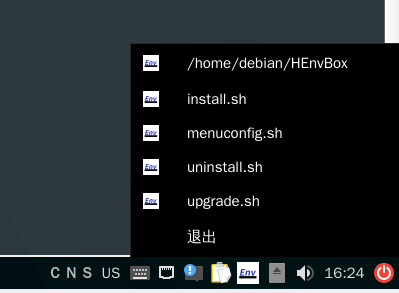 Env /home/debian/HEnvBox
Env install.sh
Env menuconfig.sh
Env uninstall.sh
Env upgrade.sh
退出
C N S US Env 16:24